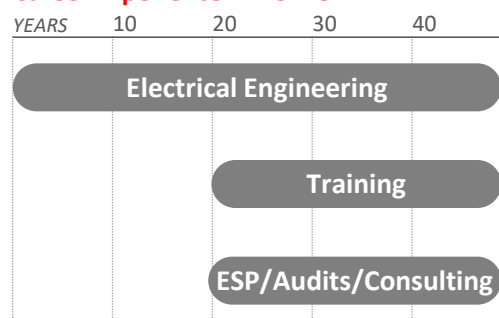 YEARS 10 20 30 40
Electrical Engineering
Training
ESP/Audits/Consulting